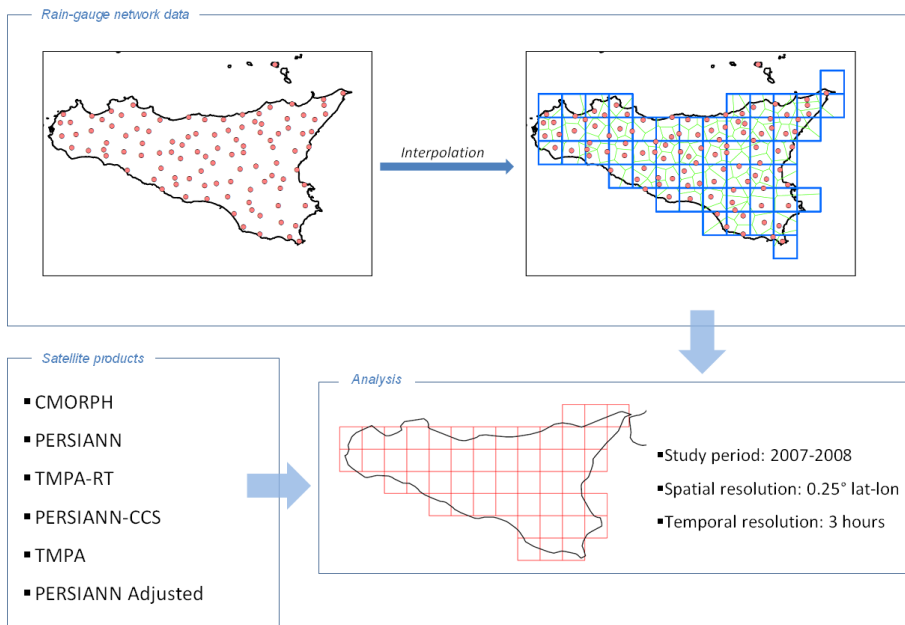 Rain-gauge network data
Interpolation
Satellite products
▪ CMORPH
▪ PERSIANN
▪ TMPA-RT
▪ PERSIANN-CCS
▪ TMPA
▪ PERSIANN Adjusted
Analysis
▪Study period: 2007-2008
▪Spatial resolution: 0.25° lat-lon
▪Temporal resolution: 3 hours